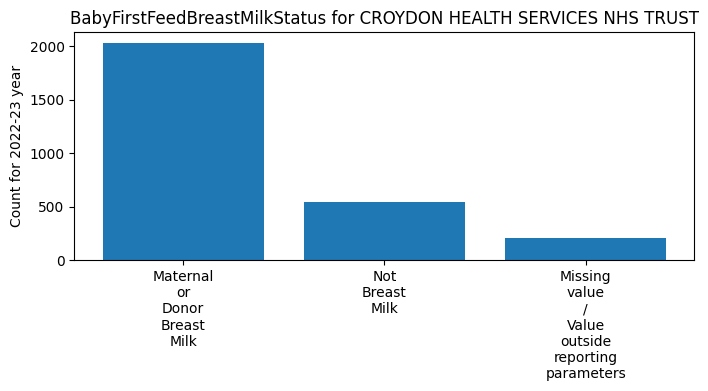 BabyFirstFeedBreastMilkStatus for CROYDON HEALTH SERVICES NHS TRUST
Count for 2022-23 year
2000
1500
1000
500
0
Maternal
or
Donor
Breast
Milk
Not
Breast
Milk
Missing
value
/
Value
outside
reporting
parameters